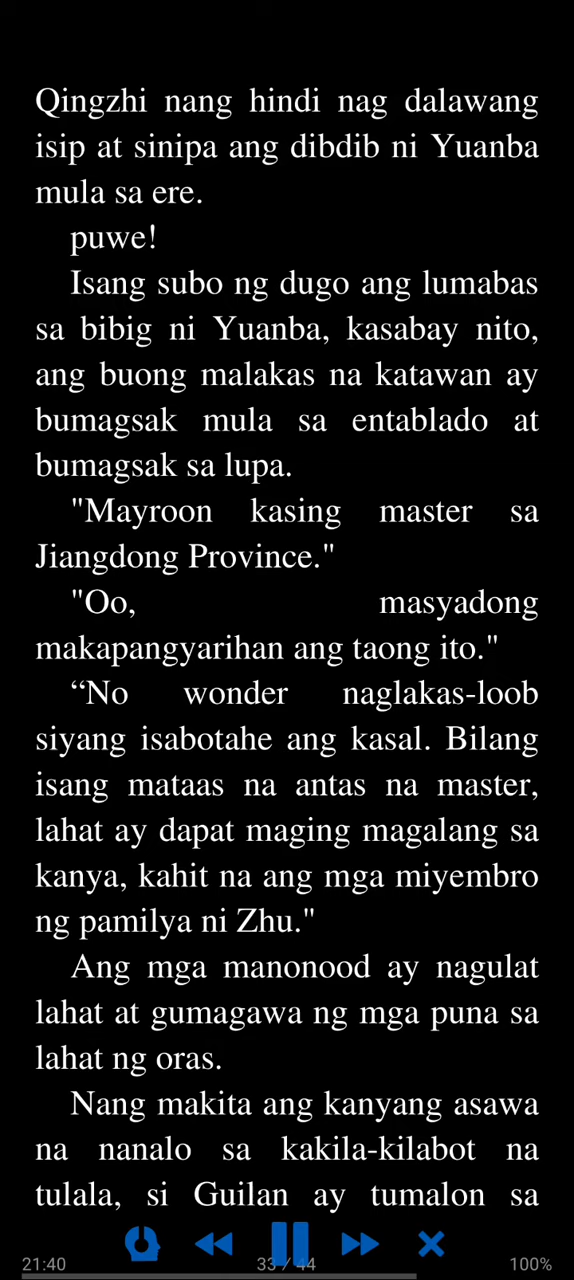 Qingzhi nang hindi nag dalawang
isip at sinipa ang dibdib ni Yuanba
mula sa ere.
puwe!
Isang subo ng dugo ang lumabas
sa bibig ni Yuanba, kasabay nito,
ang buong malakas na katawan ay
bumagsak mula sa entablado at
bumagsak sa lupa.
"Mayroon kasing master sa
Jiangdong Province."
"Oo, masyadong
makapangyarihan ang taong ito."
“No wonder naglakas-loob
siyang isabotahe ang kasal. Bilang
isang mataas na antas na master,
lahat ay dapat maging magalang sa
kanya, kahit na ang mga miyembro
ng pamilya ni Zhu."
Ang mga manonood ay nagulat
lahat at gumagawa ng mga puna sa
lahat ng oras.
Nang makita ang kanyang asawa
na nanalo sa kakila-kilabot na
tulala, si Guilan ay tumalon sa
21:40 33 / 44 100%